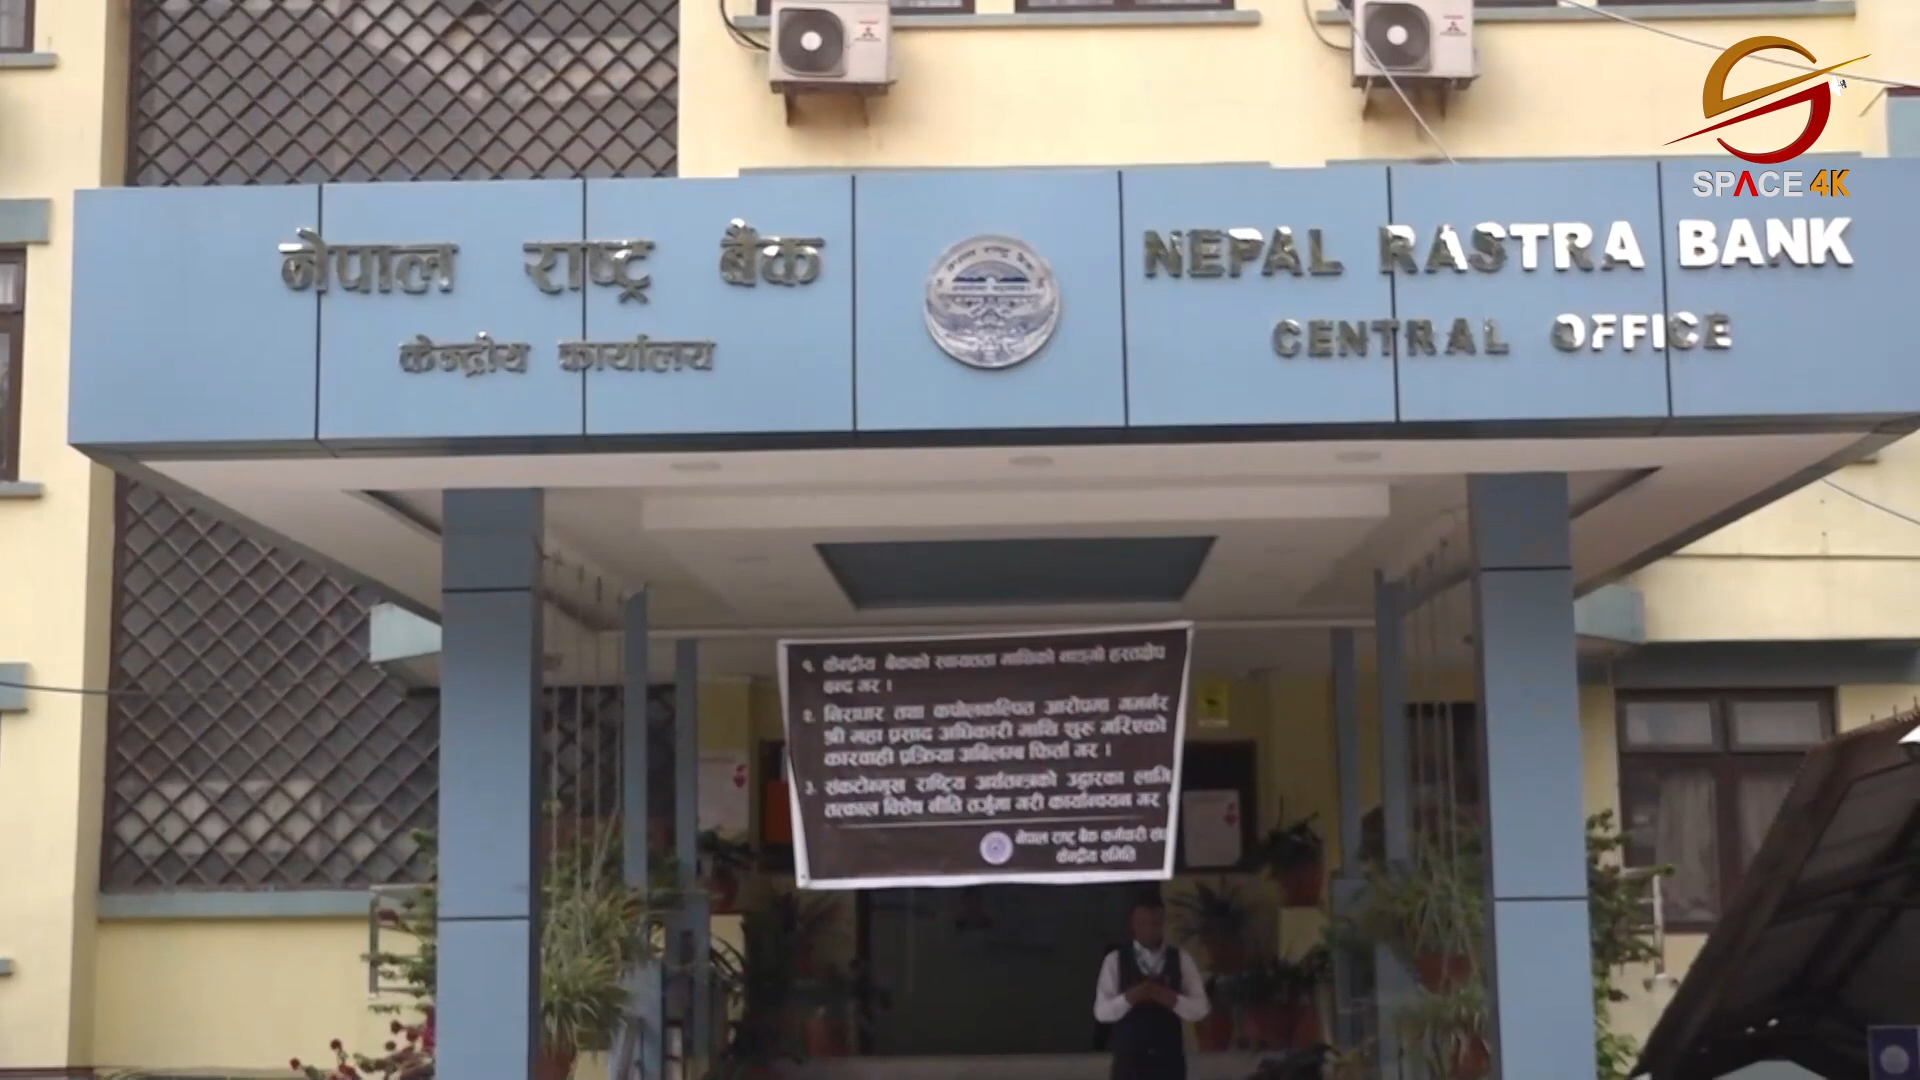 SPACE 4K
नेपाल राष्ट्र बैंक
केन्द्रीय कार्यालय
NEPAL RASTRA BANK
CENTRAL OFFICE
१. केन्द्रीय बैंकको स्वायत्तता माथिको नाङ्गो हस्तक्षेप
बन्द गर ।
२. निराधार तथा कपोलकल्पित आरोपमा गभर्नर
श्री महा प्रसाद अधिकारी माथि शुरू गरिएको
कारवाही प्रक्रिया अबिलम्ब फिर्ता गर ।
३. संकटोन्मुख राष्ट्रिय अर्थतन्त्रको उद्धारका लागि
तत्काल विशेष नीति तर्जुमा गरी कार्यान्वयन गर ।
नेपाल राष्ट्र बैंक कर्मचारी संघ
केन्द्रीय समिति